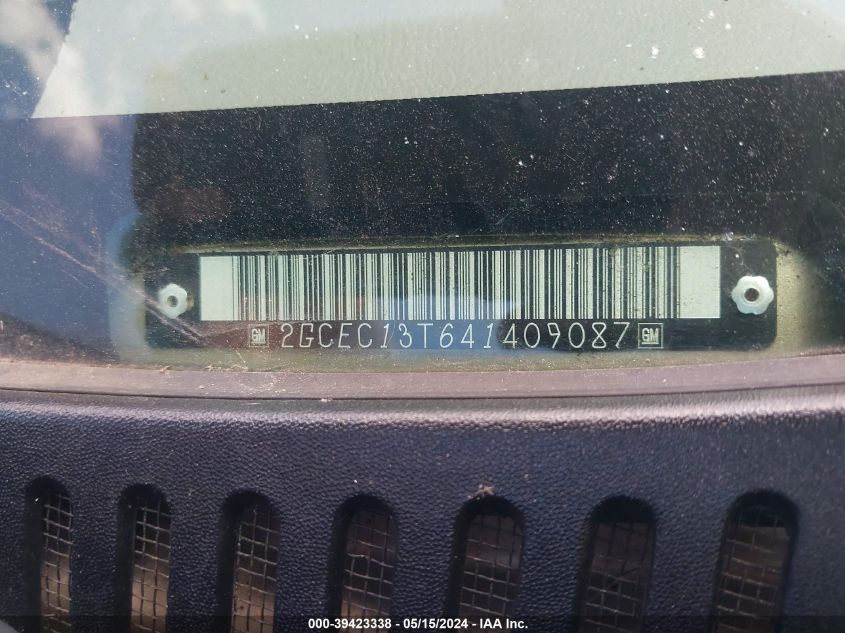 GM 2GCEC13T641409087 GM
000-39423338 - 05/15/2024 - IAA Inc.